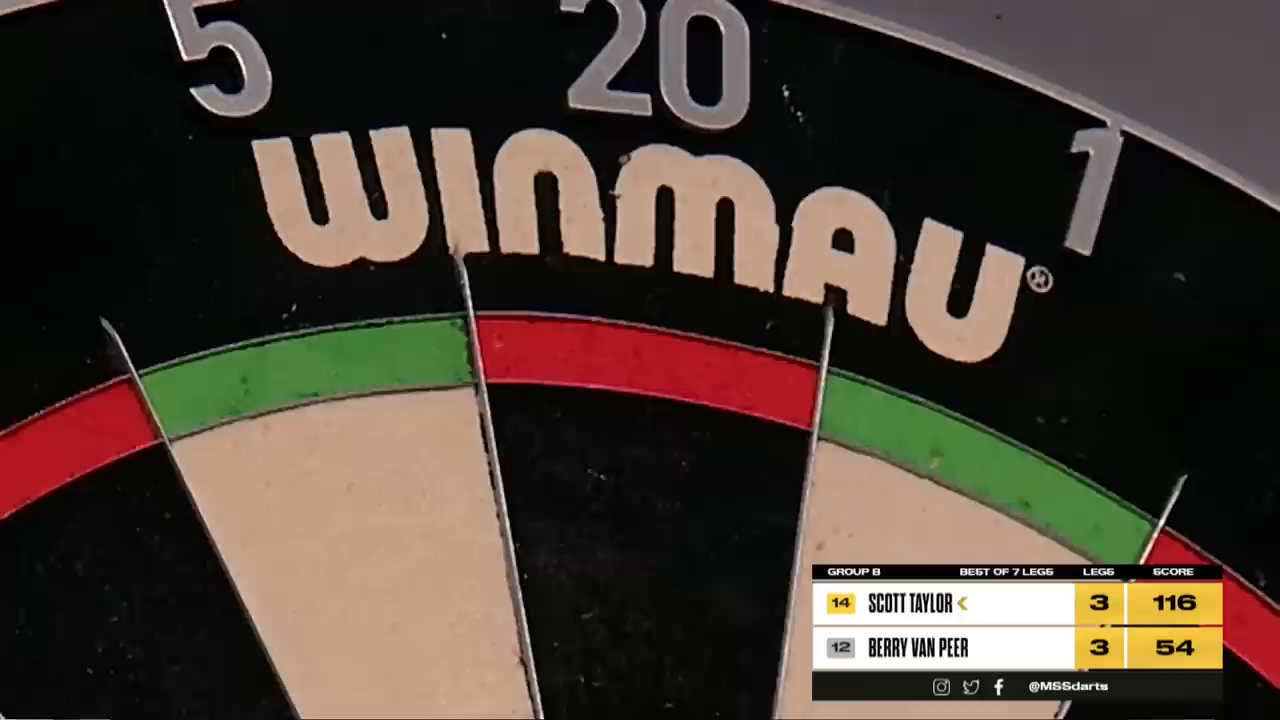 5 20 1
WINMAU®
GROUP B BEST OF 7 LEGS LEGS SCORE
14 SCOTT TAYLOR < 3 116
12 BERRY VAN PEER 3 54
@MSSdarts